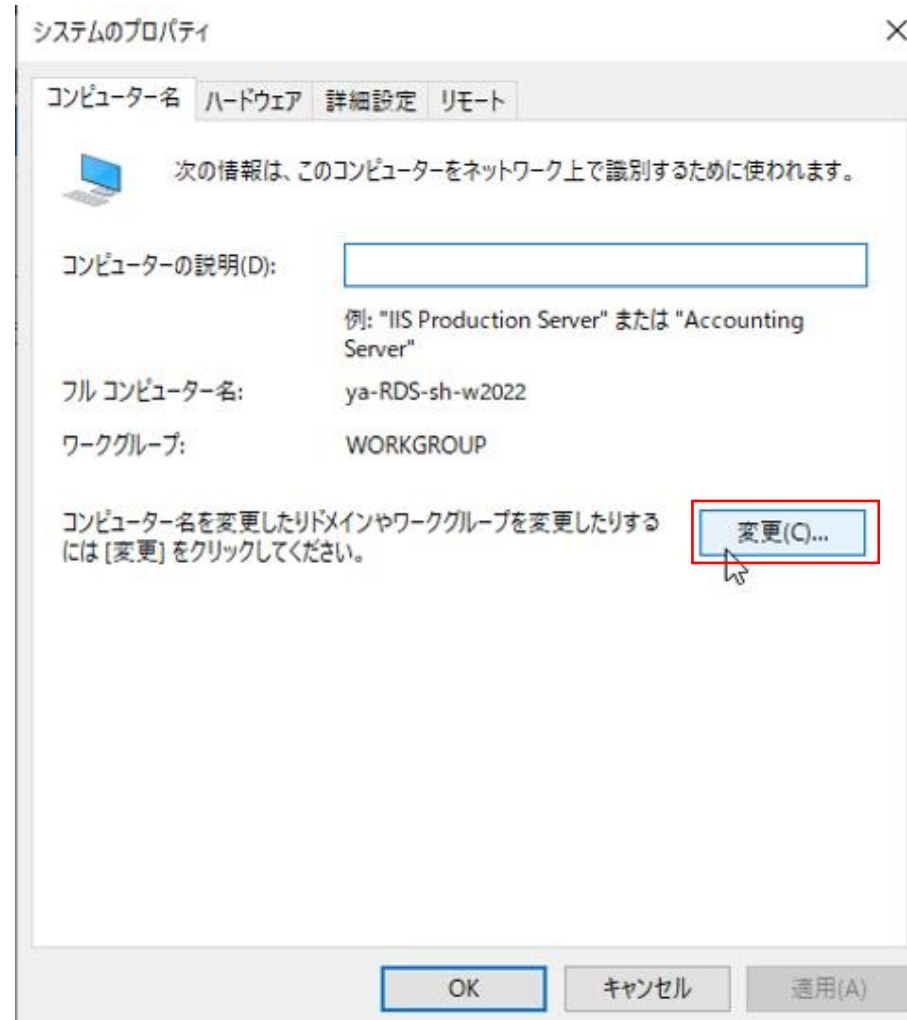 システムのプロパティ
コンピューター名 ハードウェア 詳細設定 リモート
次の情報は、このコンピューターをネットワーク上で識別するために使われます。
コンピューターの説明(D):
例: "IIS Production Server" または "Accounting
Server"
フル コンピューター名: ya-RDS-sh-w2022
ワークグループ: WORKGROUP
コンピューター名を変更したりドメインやワークグループを変更したりする
には [変更] をクリックしてください。
変更(C)...
OK キャンセル 適用(A)